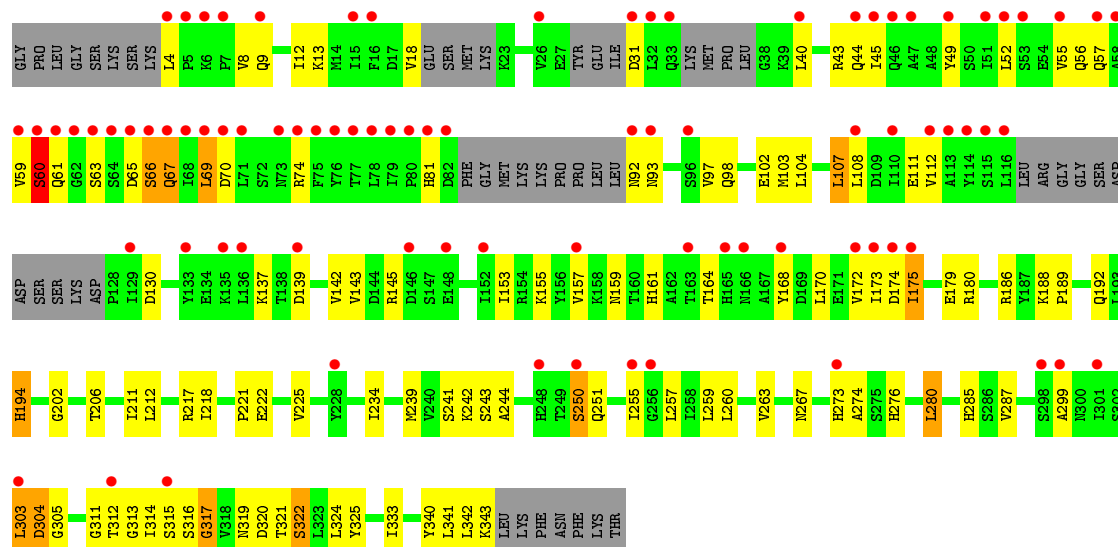 GLY PRO LEU GLY SER LYS SER LYS L4 P5 K6 P7 V8 Q9 I12 K13 M14 I15 F16 D17 V18 GLU SER MET LYS K23 V26 E27 TYR GLU ILE D31 L32 Q33 LYS MET PRO LEU G38 K39 L40 R43 Q44 I45 Q46 A47 A48 Y49 S50 I51 L52 S53 E54 V55 Q56 Q57 A58
V59 S60 Q61 G62 S63 S64 D65 S66 Q67 I68 L69 D70 L71 S72 N73 R74 F75 Y76 T77 L78 I79 P80 H81 D82 PHE GLY MET LYS LYS PRO PRO LEU LEU N92 N93 S96 V97 Q98 E102 M103 L104 L107 L108 D109 I110 E111 V112 A113 Y114 S115 L116 LEU ARG GLY GLY SER ASP
ASP SER SER LYS ASP P128 I129 D130 Y133 E134 K135 L136 K137 T138 D139 V142 V143 D144 R145 D146 S147 E148 I152 I153 R154 K155 Y156 V157 K158 N159 T160 H161 A162 T163 T164 H165 N166 A167 Y168 D169 L170 E171 V172 I173 D174 I175 E179 R180 R186 Y187 K188 P189 Q192 L193
H194 G202 T206 I211 L212 R217 I218 P221 E222 V225 Y228 I234 M239 V240 S241 K242 S243 A244 H248 T249 S250 Q251 I255 G256 L257 I258 L259 L260 V263 N267 H273 A274 S275 H276 L280 H285 S286 V287 S298 A299 N300 I301 S302
L303 D304 G305 G311 T312 G313 I314 S315 S316 G317 V318 N319 D320 T321 S322 L323 L324 Y325 I333 Y340 L341 L342 K343 LEU LYS PHE ASN PHE LYS THR